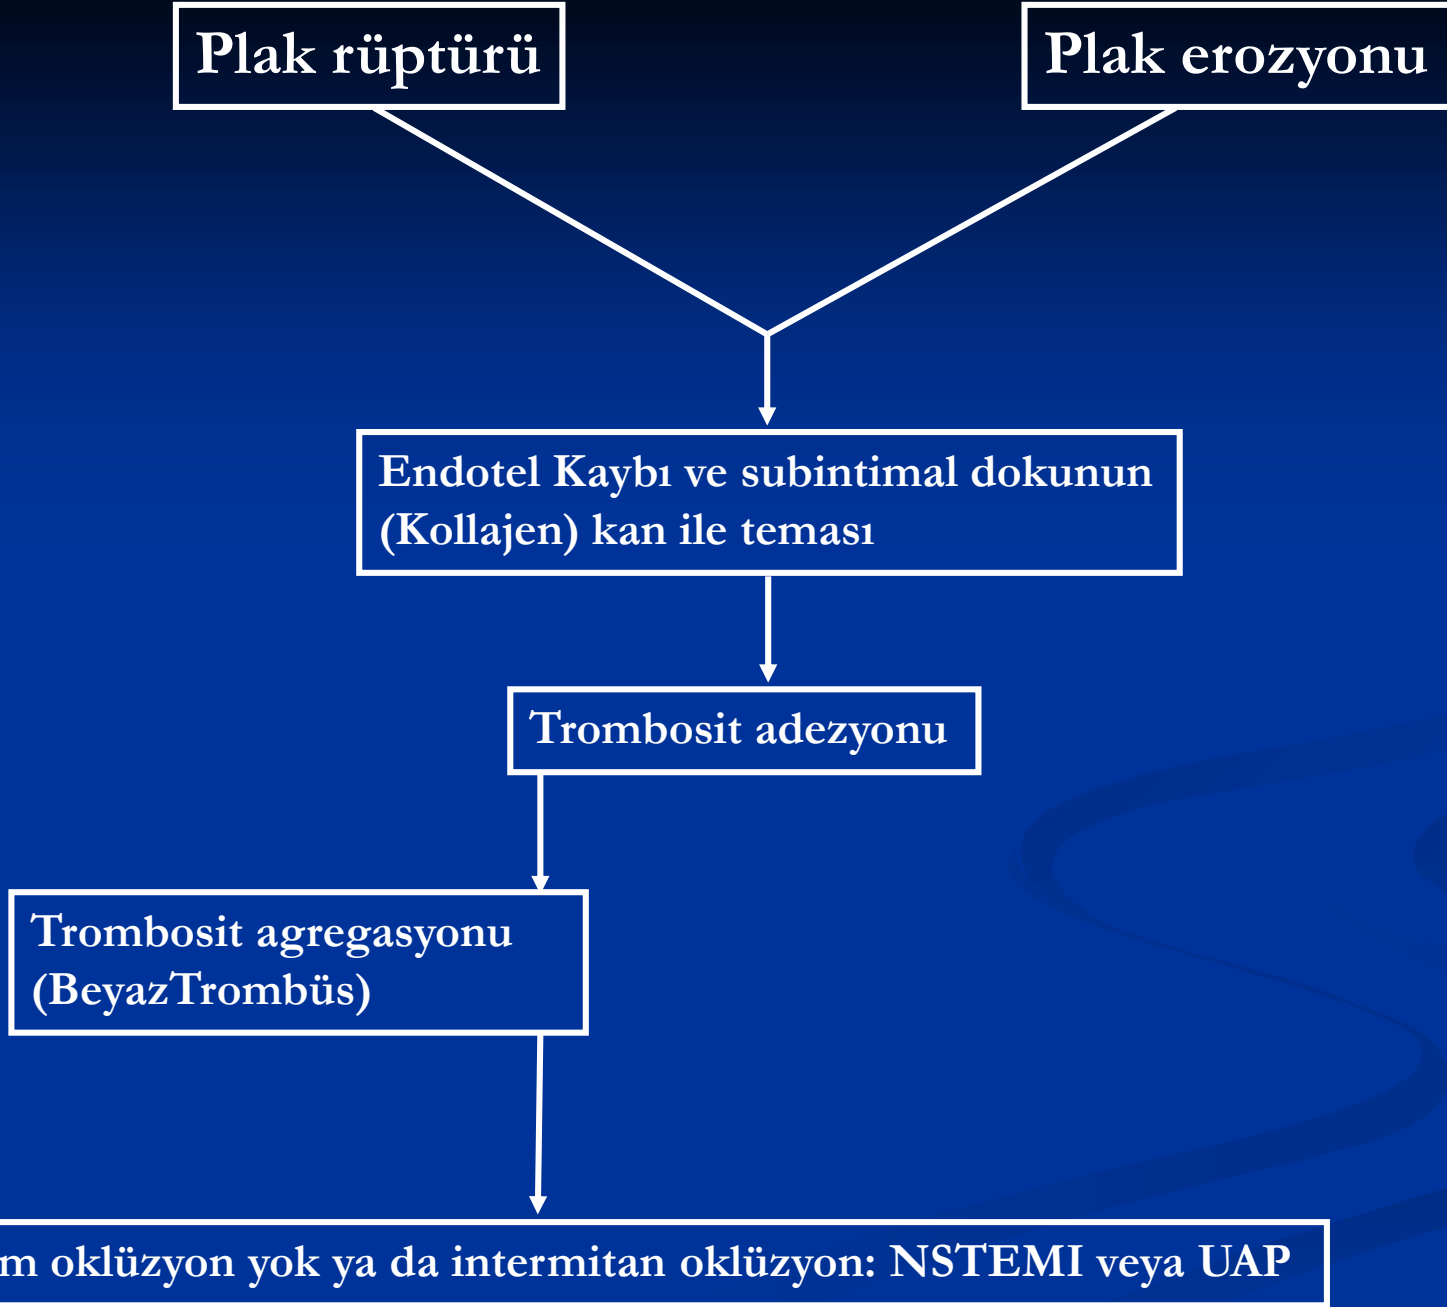 Plak rüptürü
Plak erozyonu
Endotel Kaybı ve subintimal dokunun
(Kollajen) kan ile teması
Trombosit adezyonu
Trombosit agregasyonu
(BeyazTrombüs)
oklüzyon yok ya da intermitan oklüzyon: NSTEMI veya UAP